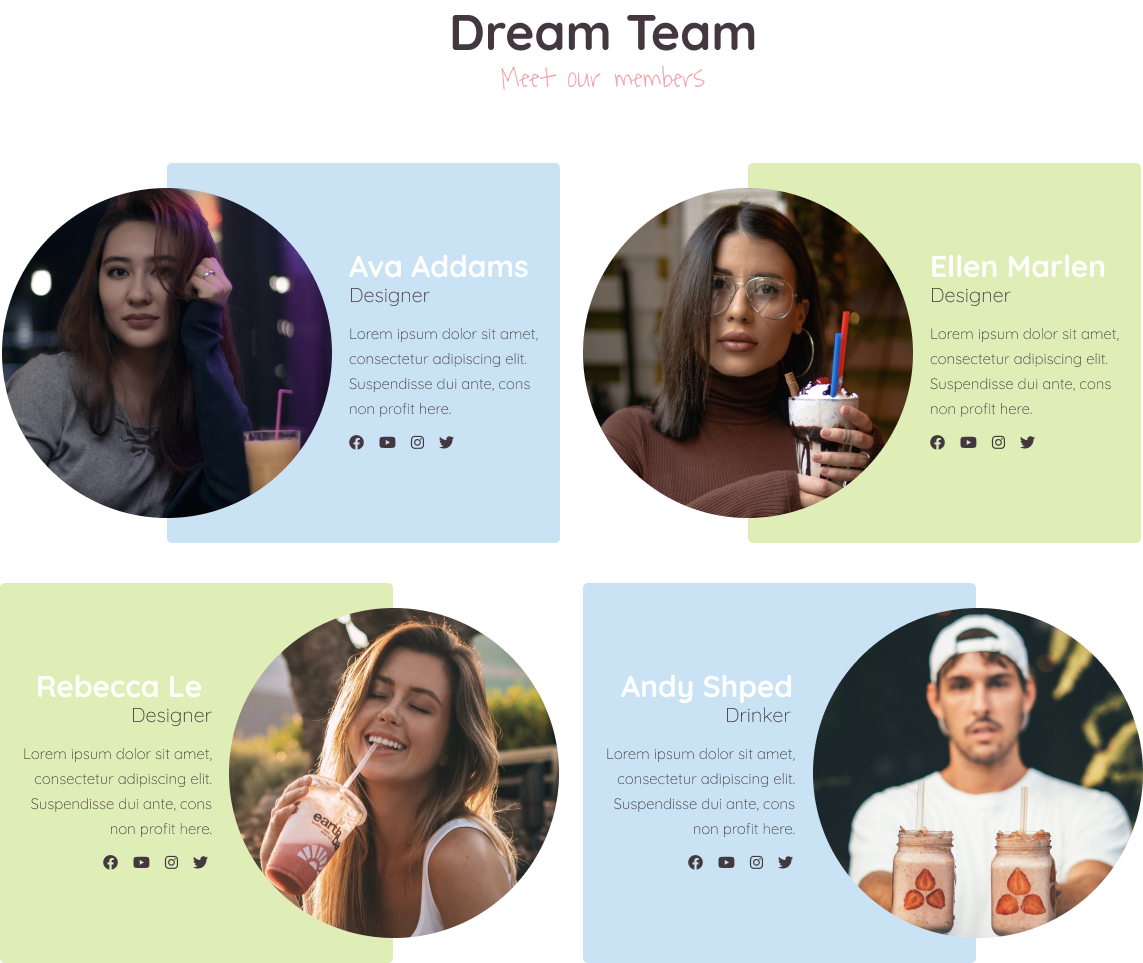 Dream Team
Meet our members
Ava Addams
Designer
Lorem ipsum dolor sit amet,
consectetur adipiscing elit.
Suspendisse dui ante, cons
non profit here.
Ellen Marlen
Designer
Lorem ipsum dolor sit amet,
consectetur adipiscing elit.
Suspendisse dui ante, cons
non profit here.
Rebecca Le
Designer
Lorem ipsum dolor sit amet,
consectetur adipiscing elit.
Suspendisse dui ante, cons
non profit here.
Andy Shped
Drinker
Lorem ipsum dolor sit amet,
consectetur adipiscing elit.
Suspendisse dui ante, cons
non profit here.